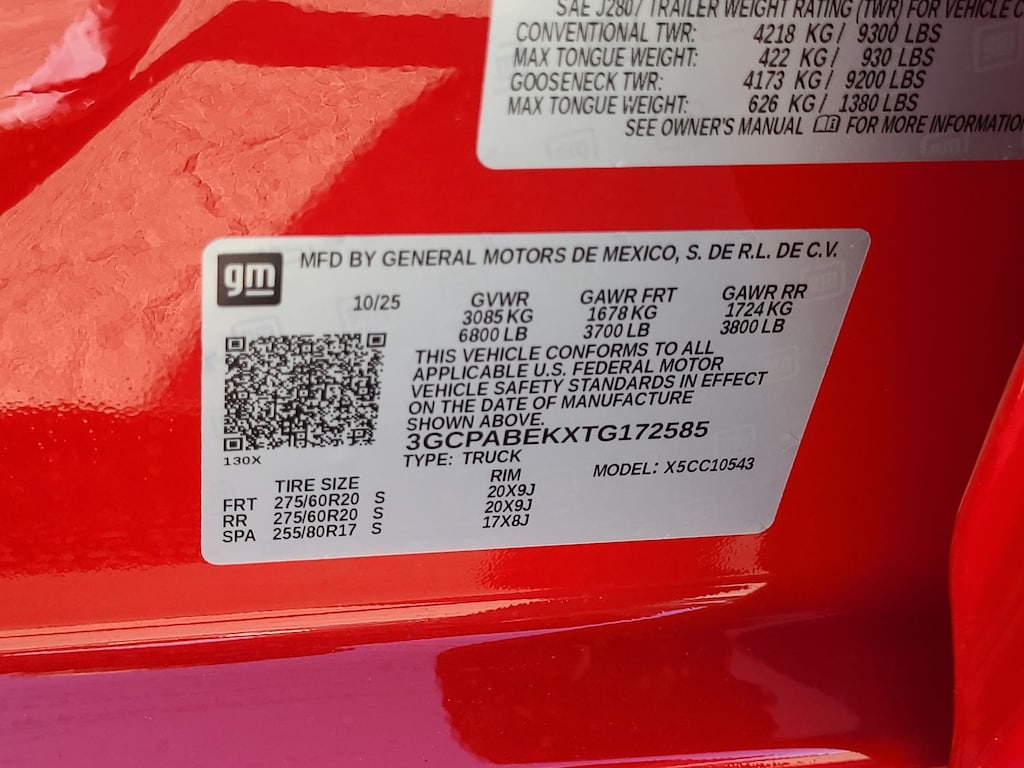 SAE J2807 TRAILER WEIGHT RATING (TWR) FOR VEHICLE
CONVENTIONAL TWR: 4218 KG / 9300 LBS
MAX TONGUE WEIGHT: 422 KG / 930 LBS
GOOSENECK TWR: 4173 KG / 9200 LBS
MAX TONGUE WEIGHT: 626 KG / 1380 LBS
SEE OWNER'S MANUAL FOR MORE INFORMATIO
gm
MFD BY GENERAL MOTORS DE MEXICO, S. DE R.L. DE C.V.
10/25 GVWR GAWR FRT GAWR RR
3085 KG 1678 KG 1724 KG
6800 LB 3700 LB 3800 LB
THIS VEHICLE CONFORMS TO ALL
APPLICABLE U.S. FEDERAL MOTOR
VEHICLE SAFETY STANDARDS IN EFFECT
ON THE DATE OF MANUFACTURE
SHOWN ABOVE.
3GCPABEKXTG172585
130X
TYPE: TRUCK MODEL: X5CC10543
TIRE SIZE RIM
FRT 275/60R20 S 20X9J
RR 275/60R20 S 20X9J
SPA 255/80R17 S 17X8J